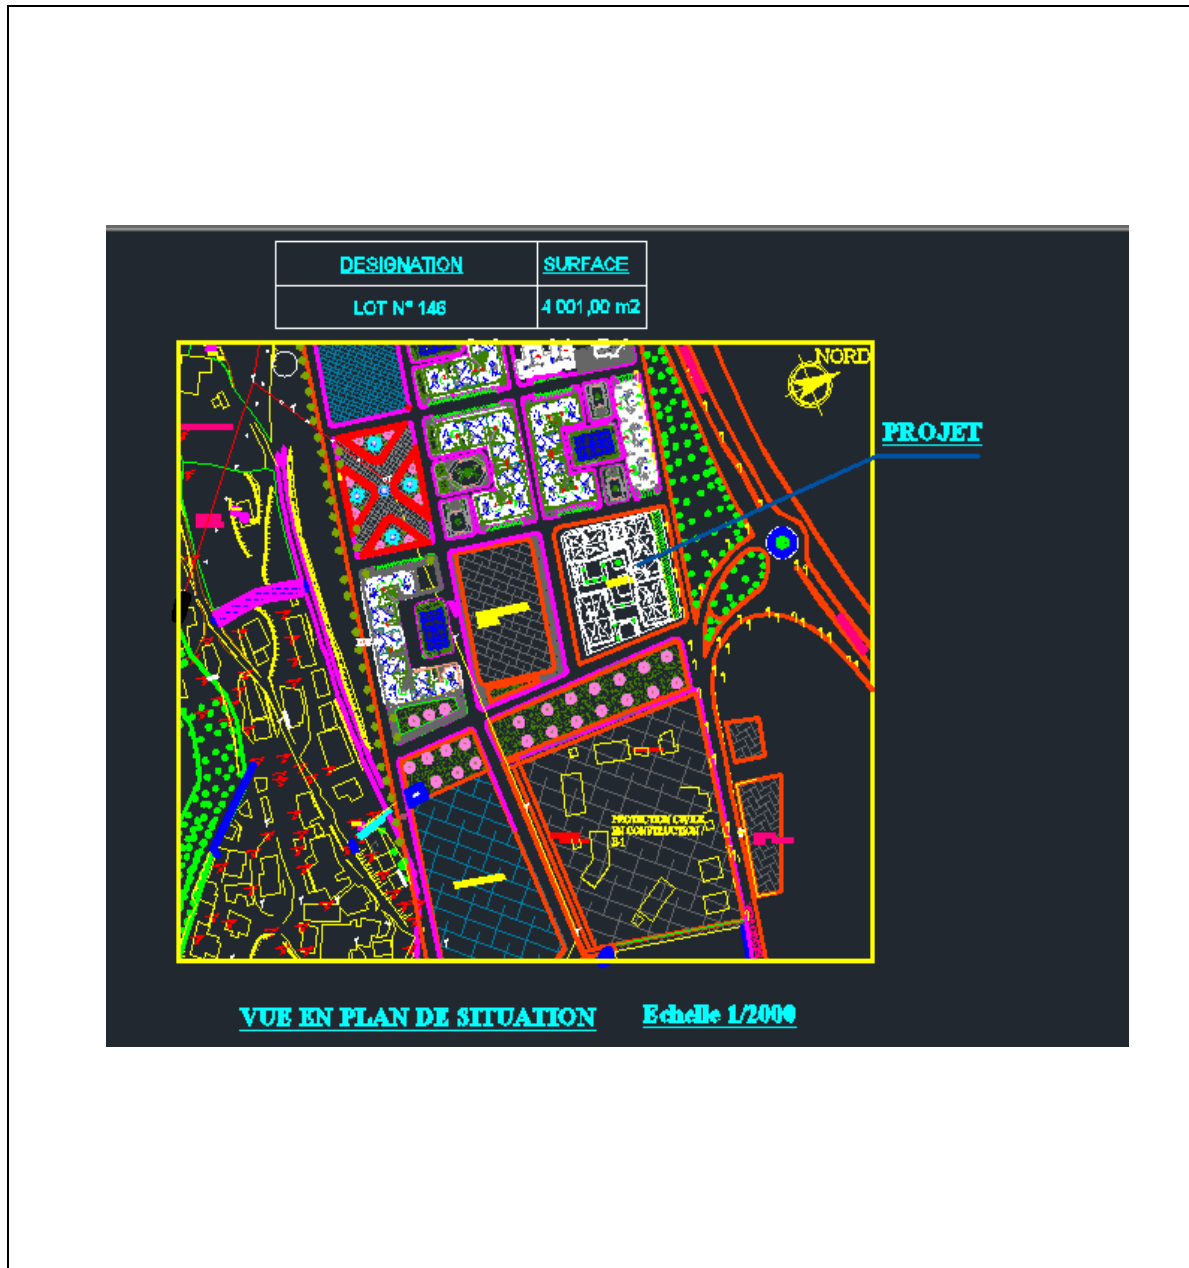 DESIGNATION SURFACE
LOT N° 146 4 001,00 m2
NORD
PROJET
PROTECTION CIVILE
EN CONSTRUCTION /
VUE EN PLAN DE SITUATION Echelle 1/2000